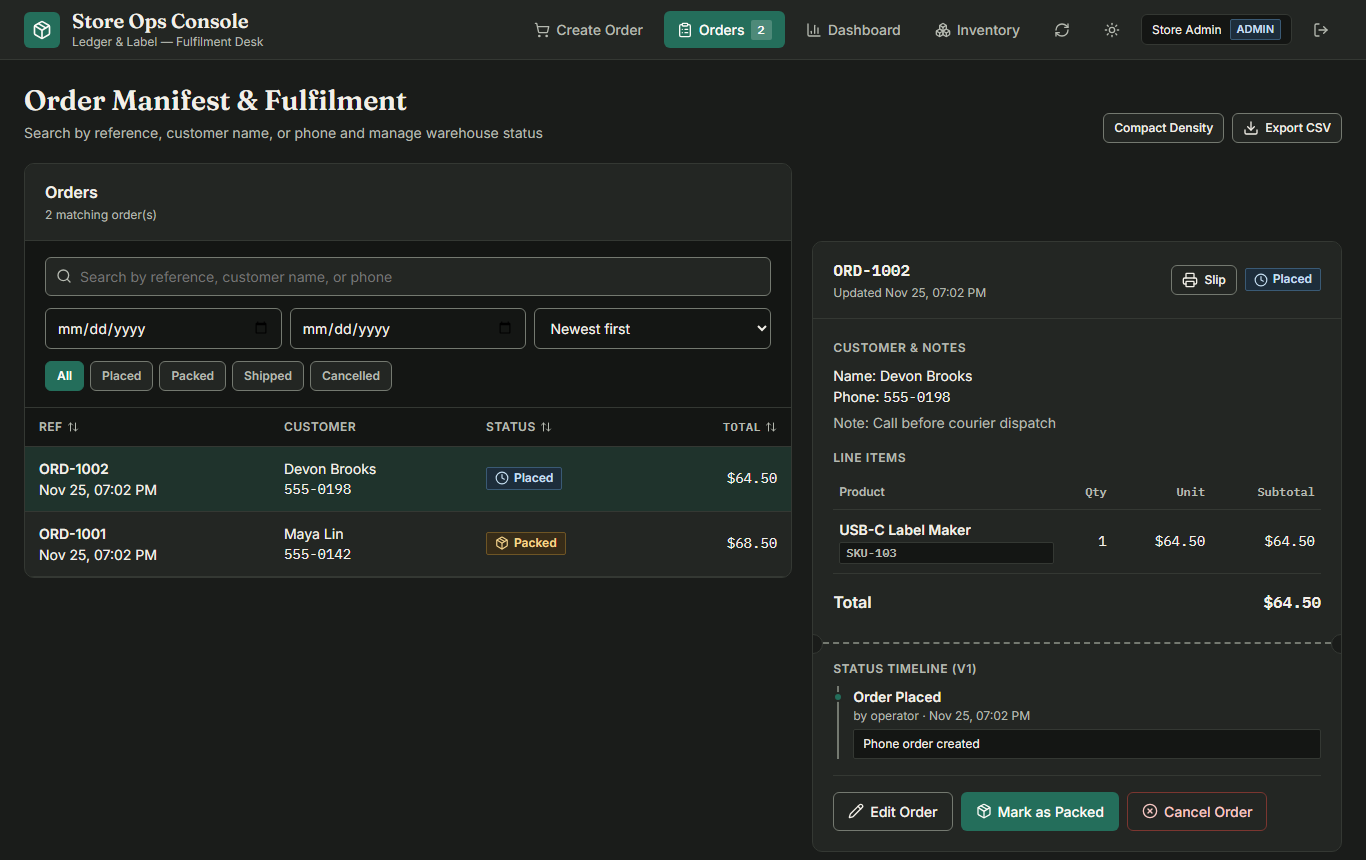 Store Ops Console
Ledger & Label — Fulfilment Desk
Create Order
Orders 2
Dashboard
Inventory
Store Admin ADMIN
Order Manifest & Fulfilment
Search by reference, customer name, or phone and manage warehouse status
Compact Density
Export CSV
Orders
2 matching order(s)
Search by reference, customer name, or phone
mm/dd/yyyy
mm/dd/yyyy
Newest first
All
Placed
Packed
Shipped
Cancelled
REF CUSTOMER STATUS TOTAL
ORD-1002 Devon Brooks Placed $64.50
Nov 25, 07:02 PM 555-0198
ORD-1001 Maya Lin Packed $68.50
Nov 25, 07:02 PM 555-0142
ORD-1002
Updated Nov 25, 07:02 PM
Slip
Placed
CUSTOMER & NOTES
Name: Devon Brooks
Phone: 555-0198
Note: Call before courier dispatch
LINE ITEMS
Product Qty Unit Subtotal
USB-C Label Maker 1 $64.50 $64.50
SKU-103
Total $64.50
STATUS TIMELINE (V1)
Order Placed
by operator · Nov 25, 07:02 PM
Phone order created
Edit Order
Mark as Packed
Cancel Order